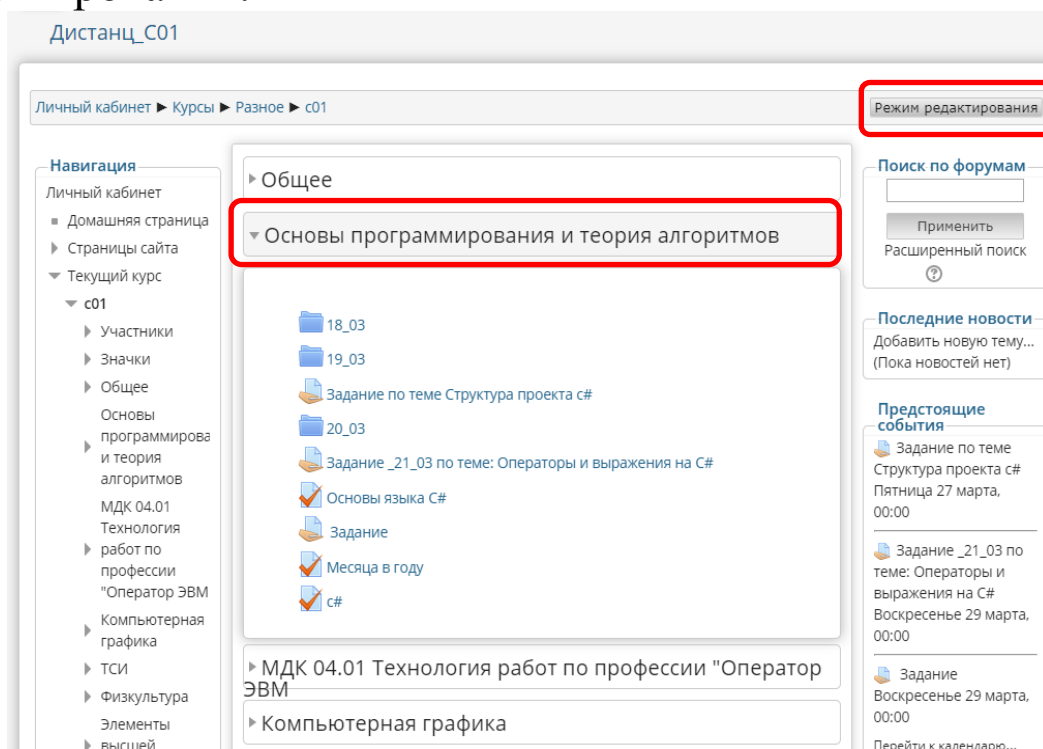 Дистанц_С01
Личный кабинет ► Курсы ► Разное ► с01
Режим редактирования
Навигация
Личный кабинет
Домашняя страница
Страницы сайта
Текущий курс
с01
Участники
Значки
Общее
Основы
программирова
и теория
алгоритмов
МДК 04.01
Технология
работ по
профессии
"Оператор ЭВМ
Компьютерная
графика
ТСИ
Физкультура
Элементы
высшей
Общее
Основы программирования и теория алгоритмов
18_03
19_03
Задание по теме Структура проекта c#
20_03
Задание _21_03 по теме: Операторы и выражения на C#
Основы языка C#
Задание
Месяца в году
c#
МДК 04.01 Технология работ по профессии "Оператор
ЭВМ
Компьютерная графика
Поиск по форумам
Применить
Расширенный поиск
?
Последние новости
Добавить новую тему...
(Пока новостей нет)
Предстоящие
события
Задание по теме
Структура проекта c#
Пятница 27 марта,
00:00
Задание _21_03 по
теме: Операторы и
выражения на C#
Воскресенье 29 марта,
00:00
Задание
Воскресенье 29 марта,
00:00
Перейти к календарю...